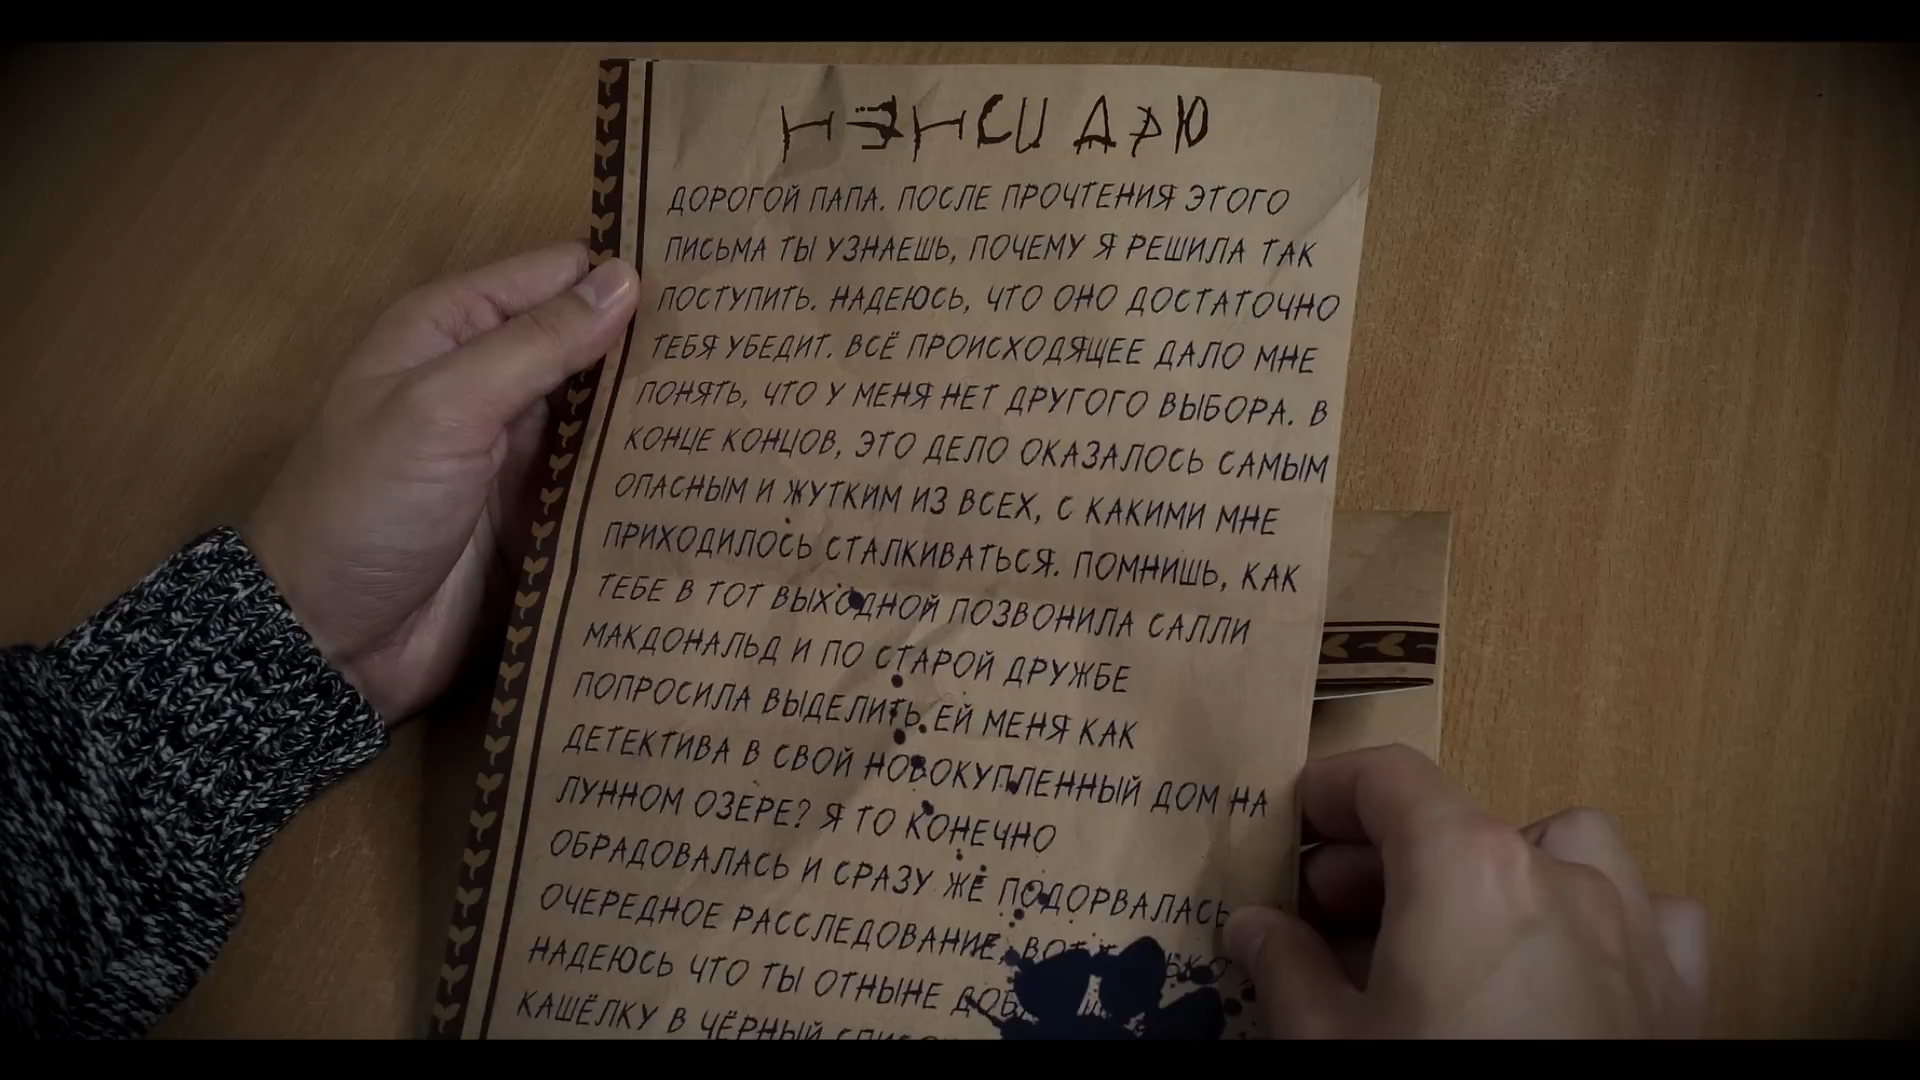 НЭНСИ ДРЮ
ДОРОГОЙ ПАПА. ПОСЛЕ ПРОЧТЕНИЯ ЭТОГО
ПИСЬМА ТЫ УЗНАЕШЬ, ПОЧЕМУ Я РЕШИЛА ТАК
ПОСТУПИТЬ. НАДЕЮСЬ, ЧТО ОНО ДОСТАТОЧНО
ТЕБЯ УБЕДИТ. ВСЁ ПРОИСХОДЯЩЕЕ ДАЛО МНЕ
ПОНЯТЬ, ЧТО У МЕНЯ НЕТ ДРУГОГО ВЫБОРА. В
КОНЦЕ КОНЦОВ, ЭТО ДЕЛО ОКАЗАЛОСЬ САМЫМ
ОПАСНЫМ И ЖУТКИМ ИЗ ВСЕХ, С КАКИМИ МНЕ
ПРИХОДИЛОСЬ СТАЛКИВАТЬСЯ. ПОМНИШЬ, КАК
ТЕБЕ В ТОТ ВЫХОДНОЙ ПОЗВОНИЛА САЛЛИ
МАКДОНАЛЬД И ПО СТАРОЙ ДРУЖБЕ
ПОПРОСИЛА ВЫДЕЛИТЬ ЕЙ МЕНЯ КАК
ДЕТЕКТИВА В СВОЙ НОВОКУПЛЕННЫЙ ДОМ НА
ЛУННОМ ОЗЕРЕ? Я ТО КОНЕЧНО
ОБРАДОВАЛАСЬ И СРАЗУ ЖЕ ПОДОРВАЛАСЬ
ОЧЕРЕДНОЕ РАССЛЕДОВАНИЕ, ВОТ
НАДЕЮСЬ ЧТО ТЫ ОТНЫНЕ
КАШЁЛКУ В ЧЁРНЫЙ